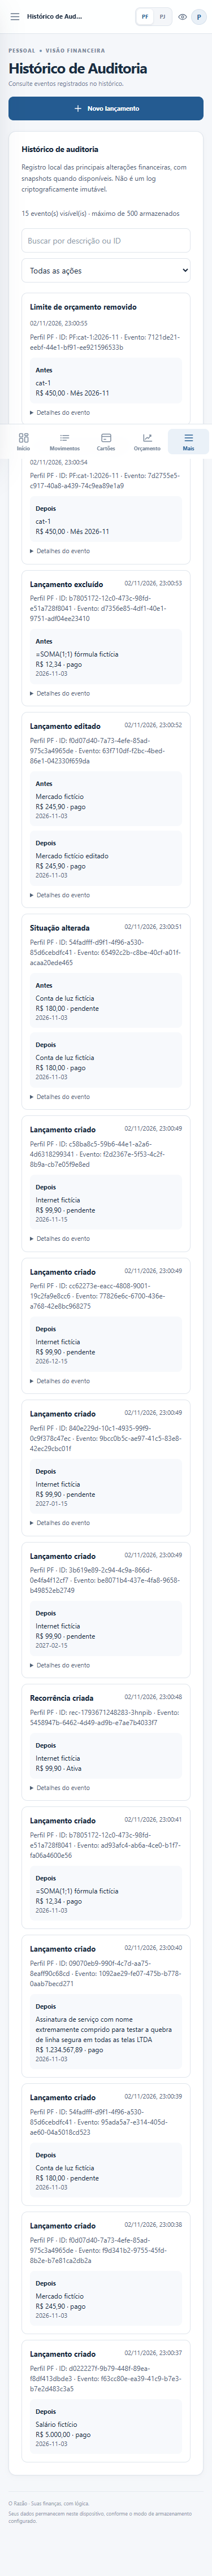 Histórico de Aud...
PF
PJ
P
PESSOAL • VISÃO FINANCEIRA
Histórico de Auditoria
Consulte eventos registrados no histórico.
+ Novo lançamento
Histórico de auditoria
Registro local das principais alterações financeiras, com
snapshots quando disponíveis. Não é um log
criptograficamente imutável.
15 evento(s) visível(is) · máximo de 500 armazenados
Buscar por descrição ou ID
Todas as ações
Limite de orçamento removido
02/11/2026, 23:00:55
Perfil PF · ID: PF:cat-1:2026-11 · Evento: 7121de21-
eebf-44e1-bf91-ee921596533b
Antes
cat-1
R$ 450,00 · Mês 2026-11
Detalhes do evento
Início
Movimentos
Cartões
Orçamento
Mais
02/11/2026, 23:00:54
Perfil PF · ID: PF:cat-1:2026-11 · Evento: 7d2755e5-
c917-40a8-a439-74c9ea89e1a9
Depois
cat-1
R$ 450,00 · Mês 2026-11
Detalhes do evento
Lançamento excluído
02/11/2026, 23:00:53
Perfil PF · ID: b7805172-12c0-473c-98fd-
e51a728f8041 · Evento: d7356e85-4df1-40e1-
9751-adf04ee23410
Antes
=SOMA(1;1) fórmula fictícia
R$ 12,34 · pago
2026-11-03
Detalhes do evento
Lançamento editado
02/11/2026, 23:00:52
Perfil PF · ID: f0d07d40-7a73-4efe-85ad-
975c3a4965de · Evento: 63f710df-f2bc-4bed-
86e1-042330f659da
Antes
Mercado fictício
R$ 245,90 · pago
2026-11-03
Depois
Mercado fictício editado
R$ 245,90 · pago
2026-11-03
Detalhes do evento
Situação alterada
02/11/2026, 23:00:51
Perfil PF · ID: 54fadfff-d9f1-4f96-a530-
85d6cebdfc41 · Evento: 65492c2b-c8be-40cf-a01f-
acaa20ede465
Antes
Conta de luz fictícia
R$ 180,00 · pendente
2026-11-03
Depois
Conta de luz fictícia
R$ 180,00 · pago
2026-11-03
Detalhes do evento
Lançamento criado
02/11/2026, 23:00:49
Perfil PF · ID: c58ba8c5-59b6-44e1-a2a6-
4d6318299341 · Evento: f2d2367e-5f53-4c2f-
8b9a-cb7e05f9e8ed
Depois
Internet fictícia
R$ 99,90 · pendente
2026-11-15
Detalhes do evento
Lançamento criado
02/11/2026, 23:00:49
Perfil PF · ID: cc62273e-eacc-4808-9001-
19c2fa9e8cc6 · Evento: 77826e6c-6700-436e-
a768-42e8bc968275
Depois
Internet fictícia
R$ 99,90 · pendente
2026-12-15
Detalhes do evento
Lançamento criado
02/11/2026, 23:00:49
Perfil PF · ID: 840e229d-10c1-4935-99f9-
0c9f378c47ec · Evento: 9bcc0b5c-ae97-41c5-83e8-
42ec29cbc01f
Depois
Internet fictícia
R$ 99,90 · pendente
2027-01-15
Detalhes do evento
Lançamento criado
02/11/2026, 23:00:49
Perfil PF · ID: 3b619e89-2c94-4c9a-866d-
0e4fa4f12cf7 · Evento: be8071b4-437e-4fa8-9658-
b49852eb2749
Depois
Internet fictícia
R$ 99,90 · pendente
2027-02-15
Detalhes do evento
Recorrência criada
02/11/2026, 23:00:48
Perfil PF · ID: rec-1793671248283-3hnpib · Evento:
5458947b-6462-4d49-ad9b-e7ae7b4033f7
Depois
Internet fictícia
R$ 99,90 · Ativa
Detalhes do evento
Lançamento criado
02/11/2026, 23:00:41
Perfil PF · ID: b7805172-12c0-473c-98fd-
e51a728f8041 · Evento: ad93afc4-ab6a-4ce0-b1f7-
fa06a4600e56
Depois
=SOMA(1;1) fórmula fictícia
R$ 12,34 · pago
2026-11-03
Lançamento criado
02/11/2026, 23:00:40
Perfil PF · ID: 09070eb9-990f-4c7d-aa75-
8eaff90c68cd · Evento: 1092ae29-fe07-475b-b778-
0aab7becd271
Depois
Assinatura de serviço com nome
extremamente comprido para testar a quebra
de linha segura em todas as telas LTDA
R$ 1.234.567,89 · pago
2026-11-03
Lançamento criado
02/11/2026, 23:00:39
Perfil PF · ID: 54fadfff-d9f1-4f96-a530-
85d6cebdfc41 · Evento: 95ada5a7-e314-405d-
ae60-04a5018cd523
Depois
Conta de luz fictícia
R$ 180,00 · pendente
2026-11-03
Lançamento criado
02/11/2026, 23:00:38
Perfil PF · ID: f0d07d40-7a73-4efe-85ad-
975c3a4965de · Evento: f9d341b2-9755-45fd-
8b2e-b7e81ca2db2a
Depois
Mercado fictício
R$ 245,90 · pago
2026-11-03
Lançamento criado
02/11/2026, 23:00:37
Perfil PF · ID: d022227f-9b79-448f-89ea-
f8df413dbde3 · Evento: f63cc80e-ea39-41c9-b7e3-
b7e2d483c3a5
Depois
Salário fictício
R$ 5.000,00 · pago
2026-11-03
© Razão · Suas finanças, com lógica.
Seus dados permanecem neste dispositivo, conforme o modo de armazenamento
configurado.